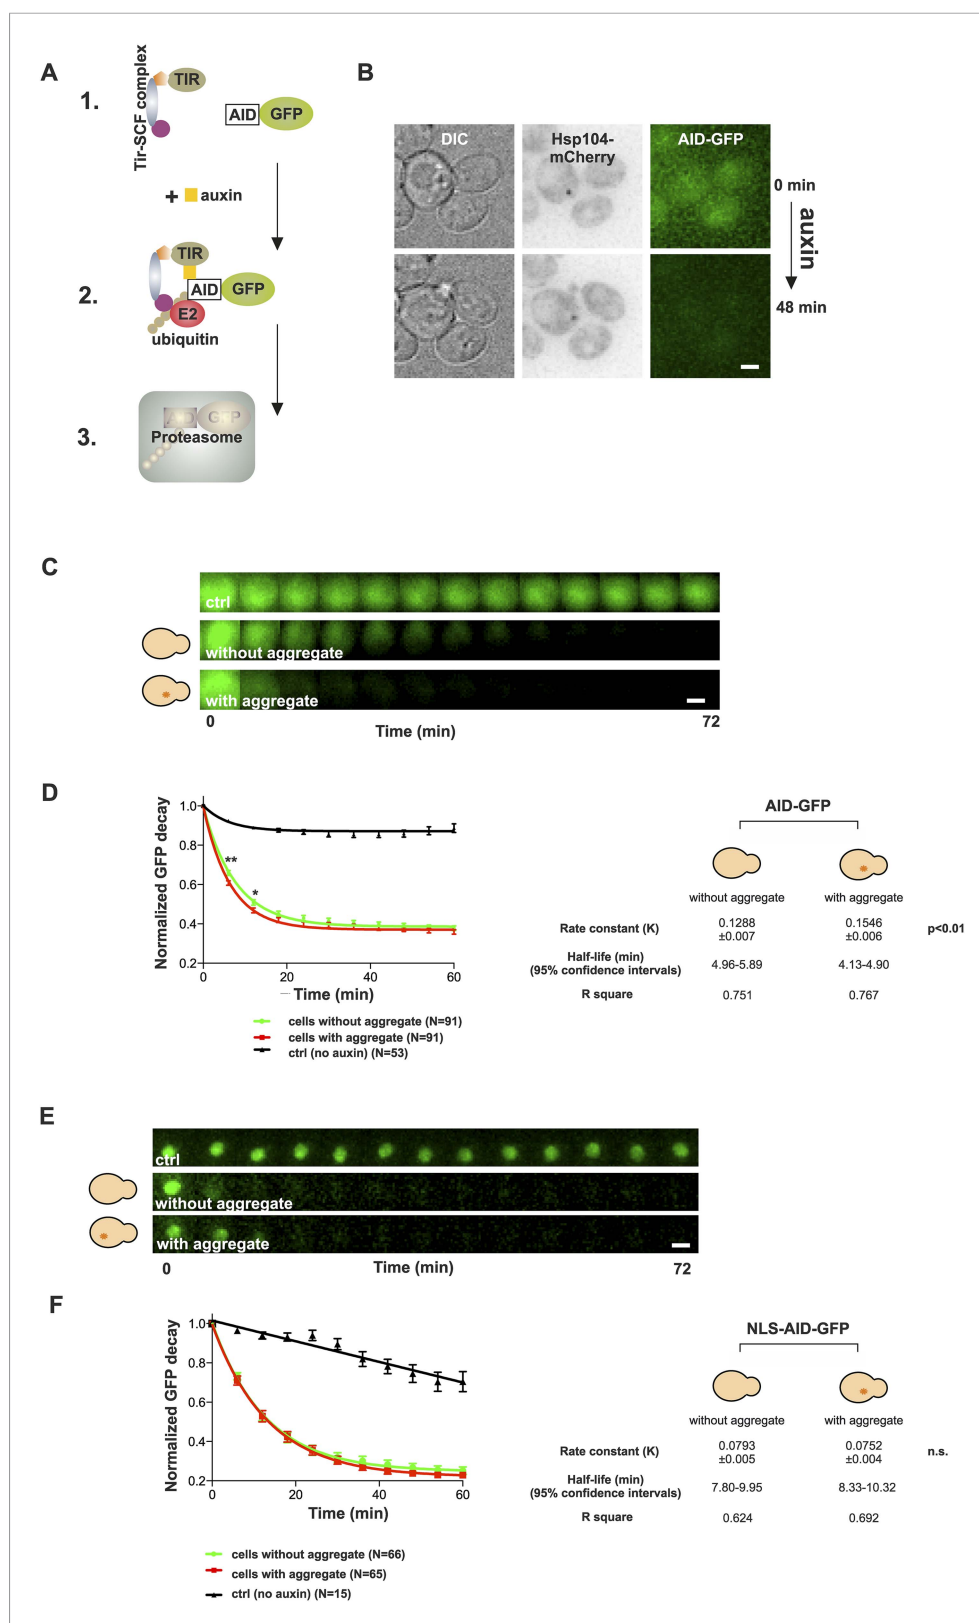 A
Tir-SCF complex
1.
TIR
AID
GFP
+ auxin
2.
TIR
AID
GFP
E2
ubiquitin
3.
AID
GFP
Proteasome
B
DIC
Hsp104-
mCherry
AID-GFP
0 min
auxin
48 min
C
ctrl
without aggregate
with aggregate
0
72
Time (min)
D
Normalized GFP decay
1.0
0.8
0.6
0.4
0.2
**
*
0
20
40
60
Time (min)
cells without aggregate (N=91)
cells with aggregate (N=91)
ctrl (no auxin) (N=53)
AID-GFP
without aggregate
with aggregate
Rate constant (K)
0.1288
±0.007
0.1546
±0.006
p<0.01
Half-life (min)
(95% confidence intervals)
4.96-5.89
4.13-4.90
R square
0.751
0.767
E
ctrl
without aggregate
with aggregate
0
Time (min)
72
F
Normalized GFP decay
1.0
0.8
0.6
0.4
0.2
0
20
40
60
Time (min)
cells without aggregate (N=66)
cells with aggregate (N=65)
ctrl (no auxin) (N=15)
NLS-AID-GFP
without aggregate
with aggregate
Rate constant (K)
0.0793
±0.005
0.0752
±0.004
n.s.
Half-life (min)
(95% confidence intervals)
7.80-9.95
8.33-10.32
R square
0.624
0.692